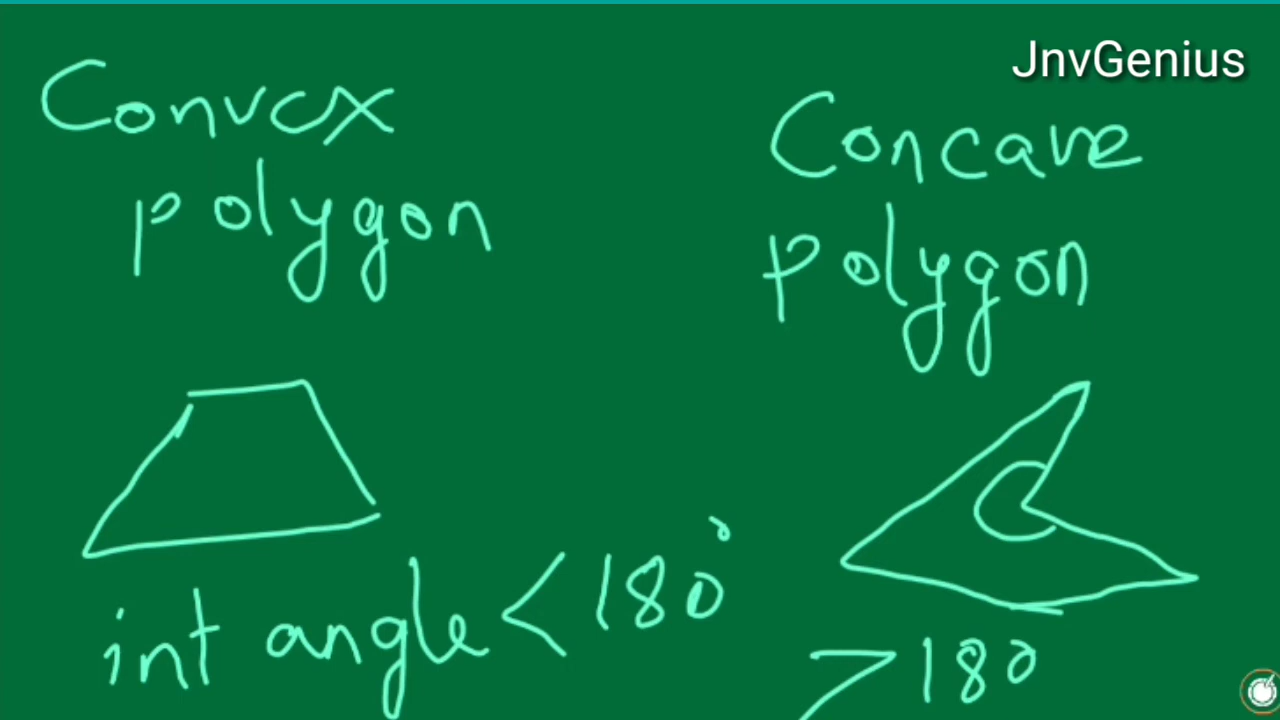 JnvGenius
Convex
polygon
Concave
polygon
int angle < 180°
> 180